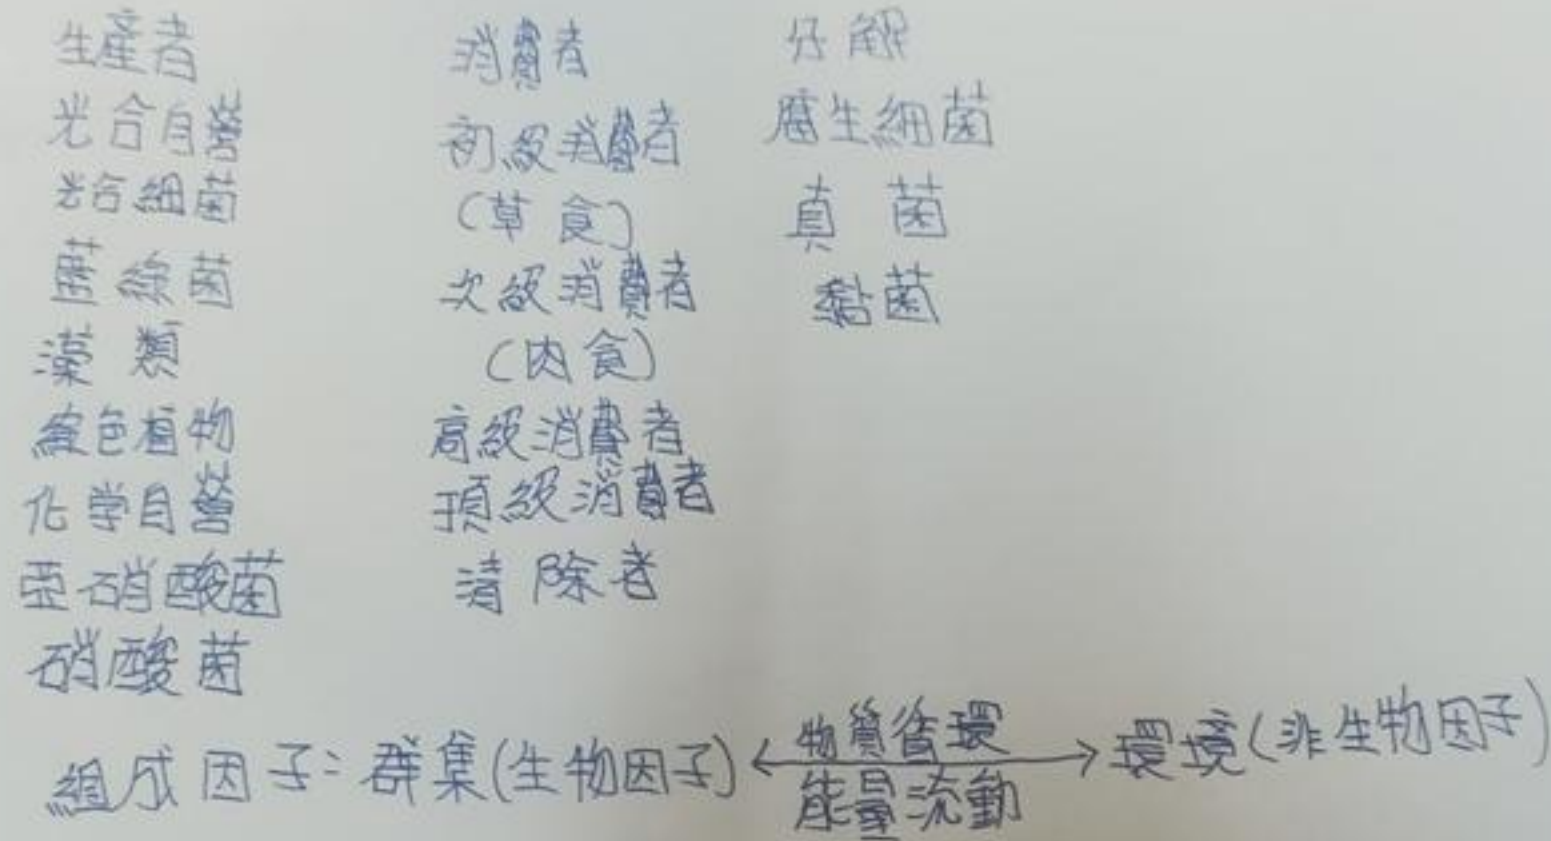 生產者
光合自營
光合細菌
藍綠菌
藻類
綠色植物
化学自營
亞硝酸菌
硝酸菌
消費者
初級消費者
(草食)
次級消費者
(肉食)
高級消費者
頂級消費者
清除者
分解
腐生細菌
真菌
黏菌
組成因子：群集(生物因子) ←→ 環境(非生物因子)
物質循環
能量流動